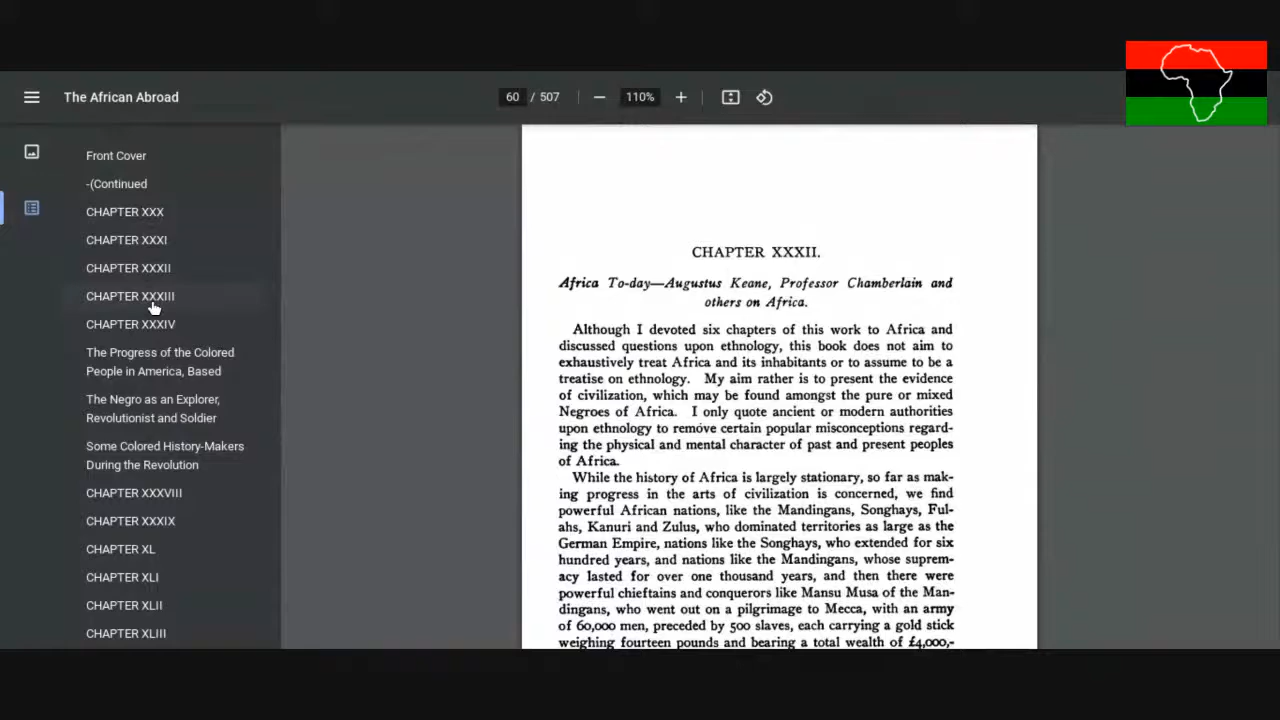 The African Abroad
60 / 507
110%
Front Cover
-(Continued
CHAPTER XXX
CHAPTER XXXI
CHAPTER XXXII
CHAPTER XXXIII
CHAPTER XXXIV
The Progress of the Colored
People in America, Based
The Negro as an Explorer,
Revolutionist and Soldier
Some Colored History-Makers
During the Revolution
CHAPTER XXXVIII
CHAPTER XXXIX
CHAPTER XL
CHAPTER XLI
CHAPTER XLII
CHAPTER XLIII
CHAPTER XXXII.
Africa To-day—Augustus Keane, Professor Chamberlain and
others on Africa.
Although I devoted six chapters of this work to Africa and
discussed questions upon ethnology, this book does not aim to
exhaustively treat Africa and its inhabitants or to assume to be a
treatise on ethnology. My aim rather is to present the evidence
of civilization, which may be found amongst the pure or mixed
Negroes of Africa. I only quote ancient or modern authorities
upon ethnology to remove certain popular misconceptions regard-
ing the physical and mental character of past and present peoples
of Africa.
While the history of Africa is largely stationary, so far as mak-
ing progress in the arts of civilization is concerned, we find
powerful African nations, like the Mandingans, Songhays, Ful-
ahs, Kanuri and Zulus, who dominated territories as large as the
German Empire, nations like the Songhays, who extended for six
hundred years, and nations like the Mandingans, whose suprem-
acy lasted for over one thousand years, and then there were
powerful chieftains and conquerors like Mansu Musa of the Man-
dingans, who went out on a pilgrimage to Mecca, with an army
of 60,000 men, preceded by 500 slaves, each carrying a gold stick
weighing fourteen pounds and bearing a total wealth of £4,000,-